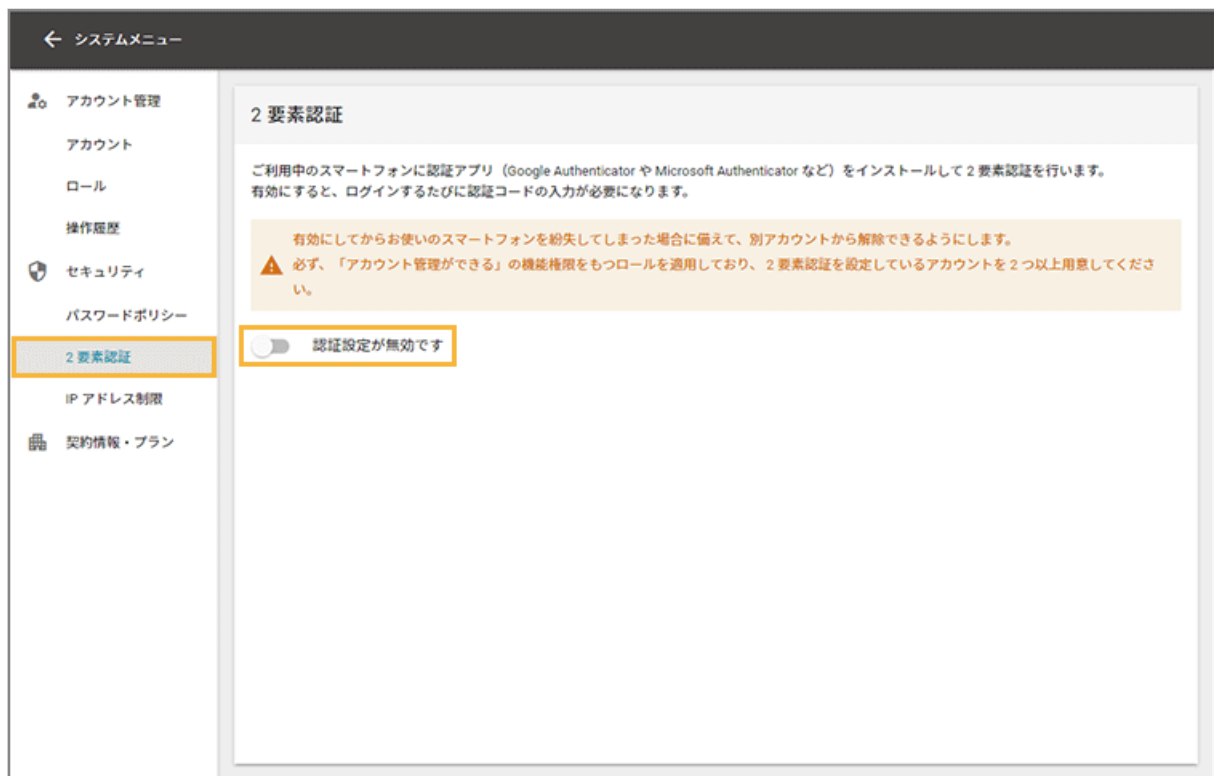 システムメニュー
アカウント管理
アカウント
ロール
操作履歴
セキュリティ
パスワードポリシー
2 要素認証
IP アドレス制限
契約情報・プラン
2 要素認証
ご利用中のスマートフォンに認証アプリ（Google Authenticator や Microsoft Authenticator など）をインストールして 2 要素認証を行います。
有効にすると、ログインするたびに認証コードの入力が必要になります。
有効にしてからお使いのスマートフォンを紛失してしまった場合に備えて、別アカウントから解除できるようにします。
必ず、「アカウント管理ができる」の機能権限をもつロールを適用しており、2 要素認証を設定しているアカウントを 2 つ以上用意してくださ
い。
認証設定が無効です